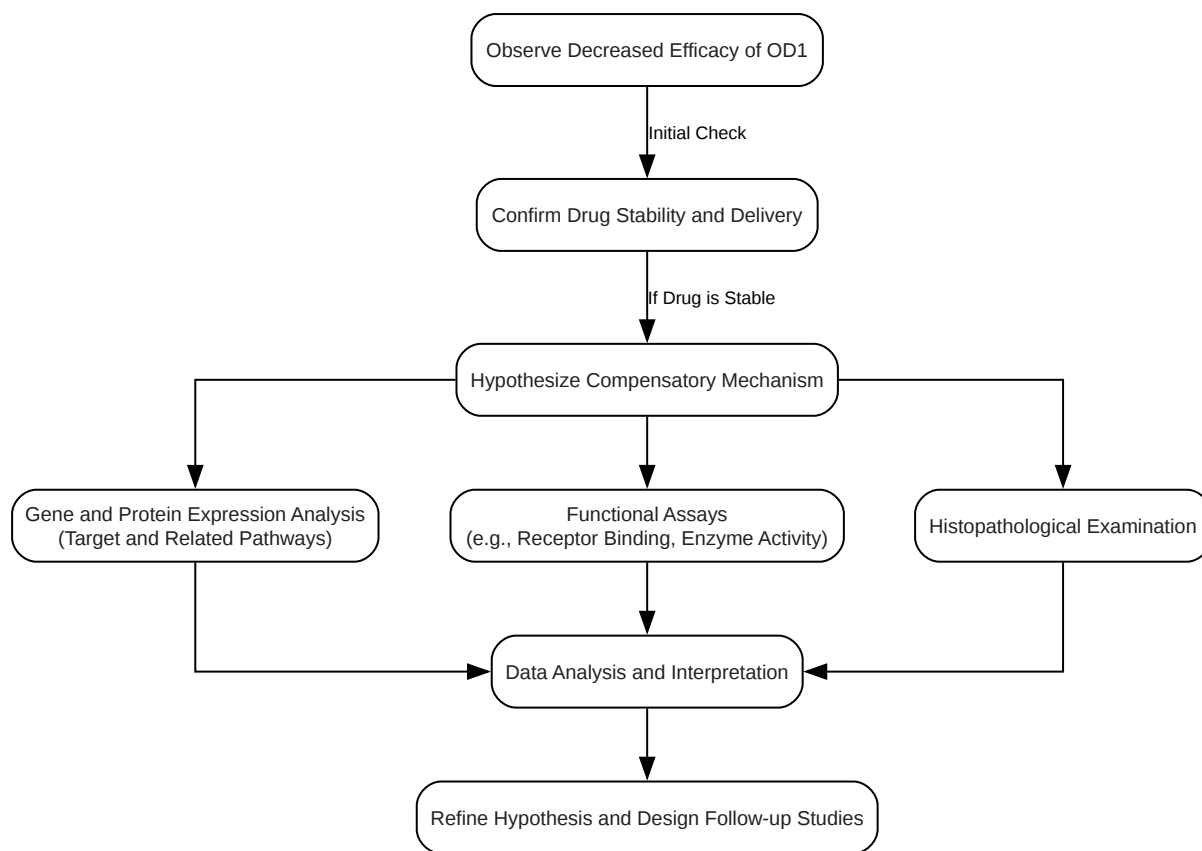 Observe Decreased Efficacy of OD1
Initial Check
Confirm Drug Stability and Delivery
If Drug is Stable
Hypothesize Compensatory Mechanism
Gene and Protein Expression Analysis
(Target and Related Pathways)
Functional Assays
(e.g., Receptor Binding, Enzyme Activity)
Histopathological Examination
Data Analysis and Interpretation
Refine Hypothesis and Design Follow-up Studies